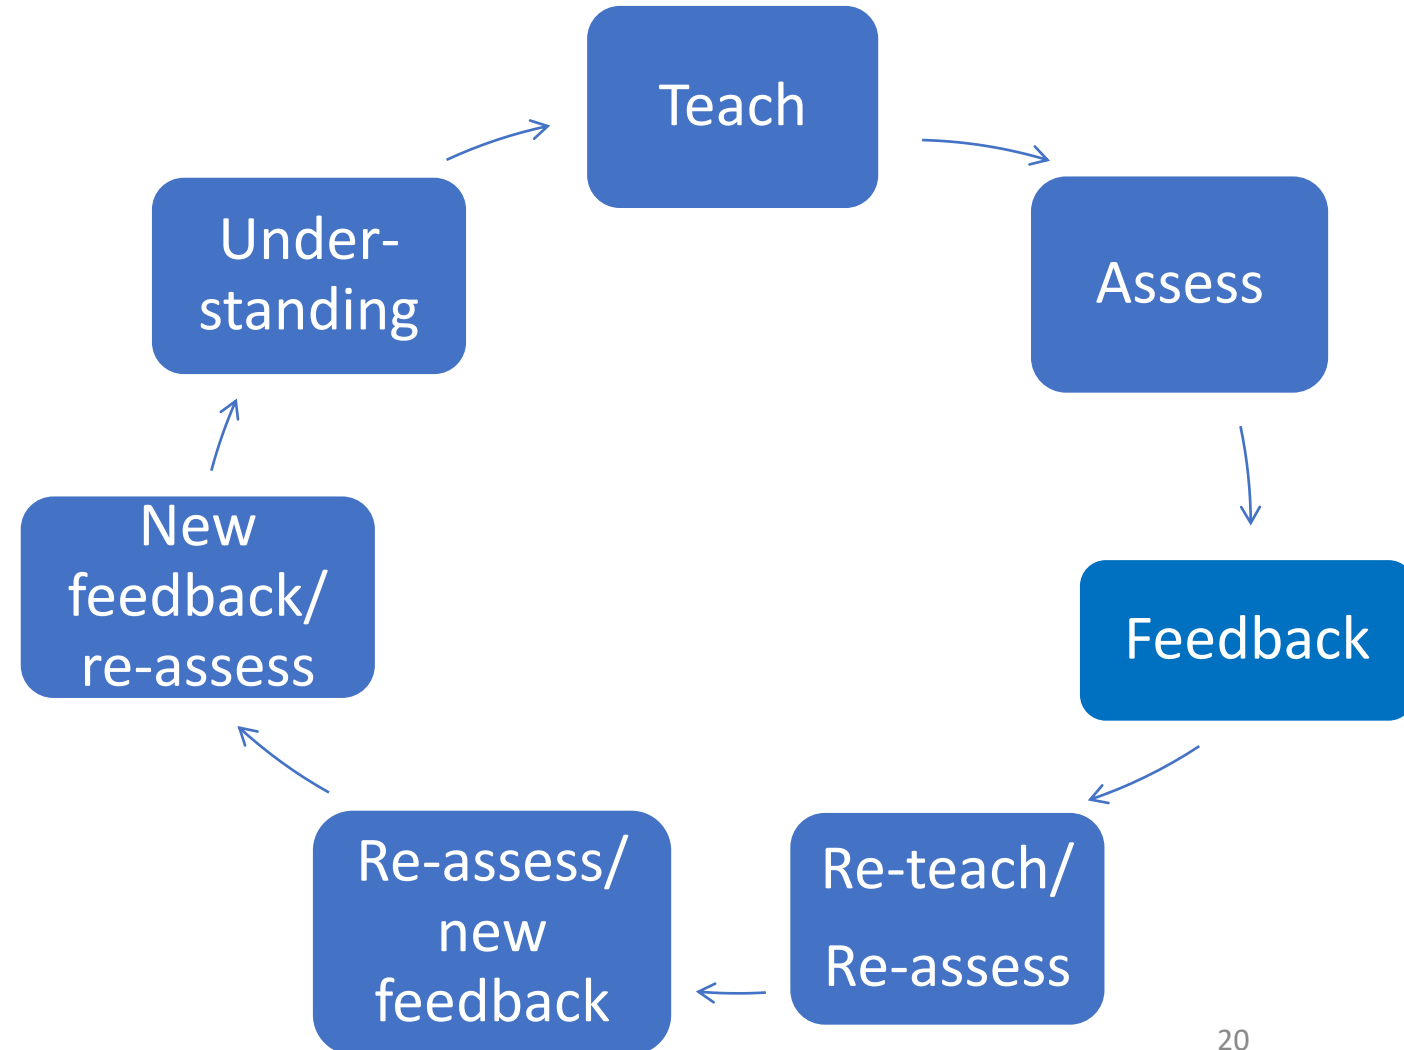 Teach
Assess
Feedback
Re-teach/
Re-assess
Re-assess/
new
feedback
New
feedback/
re-assess
Under-
standing
20